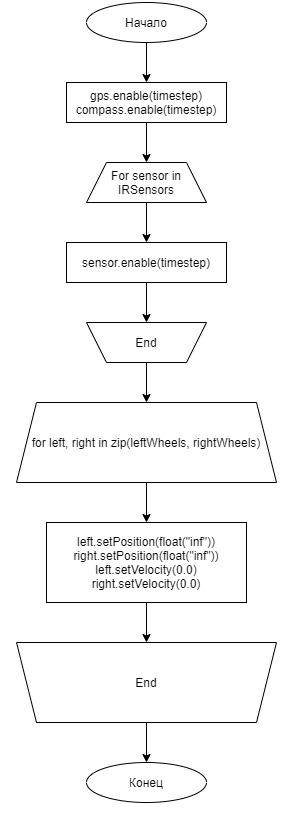 Начало
gps.enable(timestep)
compass.enable(timestep)
For sensor in
IRSensors
sensor.enable(timestep)
End
for left, right in zip(leftWheels, rightWheels)
left.setPosition(float("inf"))
right.setPosition(float("inf"))
left.setVelocity(0.0)
right.setVelocity(0.0)
End
Конец